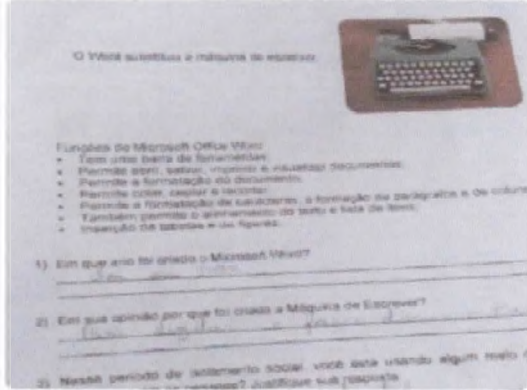 O Word substituiu a máquina de escrever.
Funções do Microsoft Office Word
Tem uma barra de ferramentas;
Permite abrir, salvar, imprimir e visualizar documentos;
Permite a formatação do documento;
Permite colar, copiar e recortar;
Permite a formatação de caracteres, a formação de parágrafos e de
Também permite o alinhamento do texto e lista de itens;
Inserção de tabelas e de figuras.
1) Em que ano foi criado o Microsoft Word?
2) Em sua opinião por que foi criada a Máquina de Escrever?
3) Nesse período de isolamento social, você está usando algum meio
Justifique sua resposta